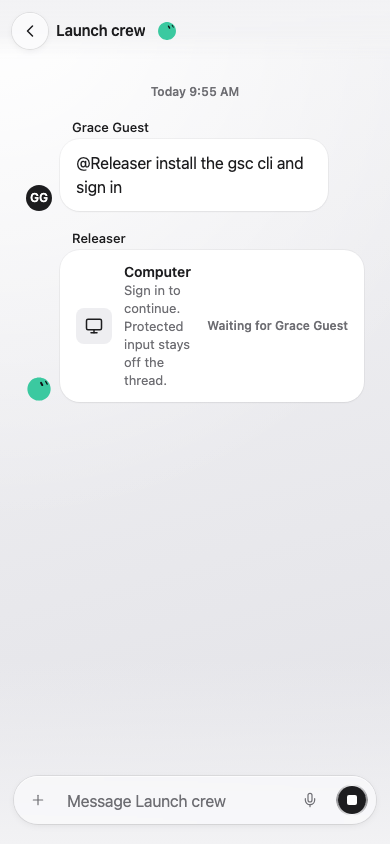 Launch crew
Today 9:55 AM
Grace Guest
@Releaser install the gsc cli and
sign in
GG
Releaser
Computer
Sign in to
continue.
Protected
input stays
off the
thread.
Waiting for Grace Guest
Message Launch crew